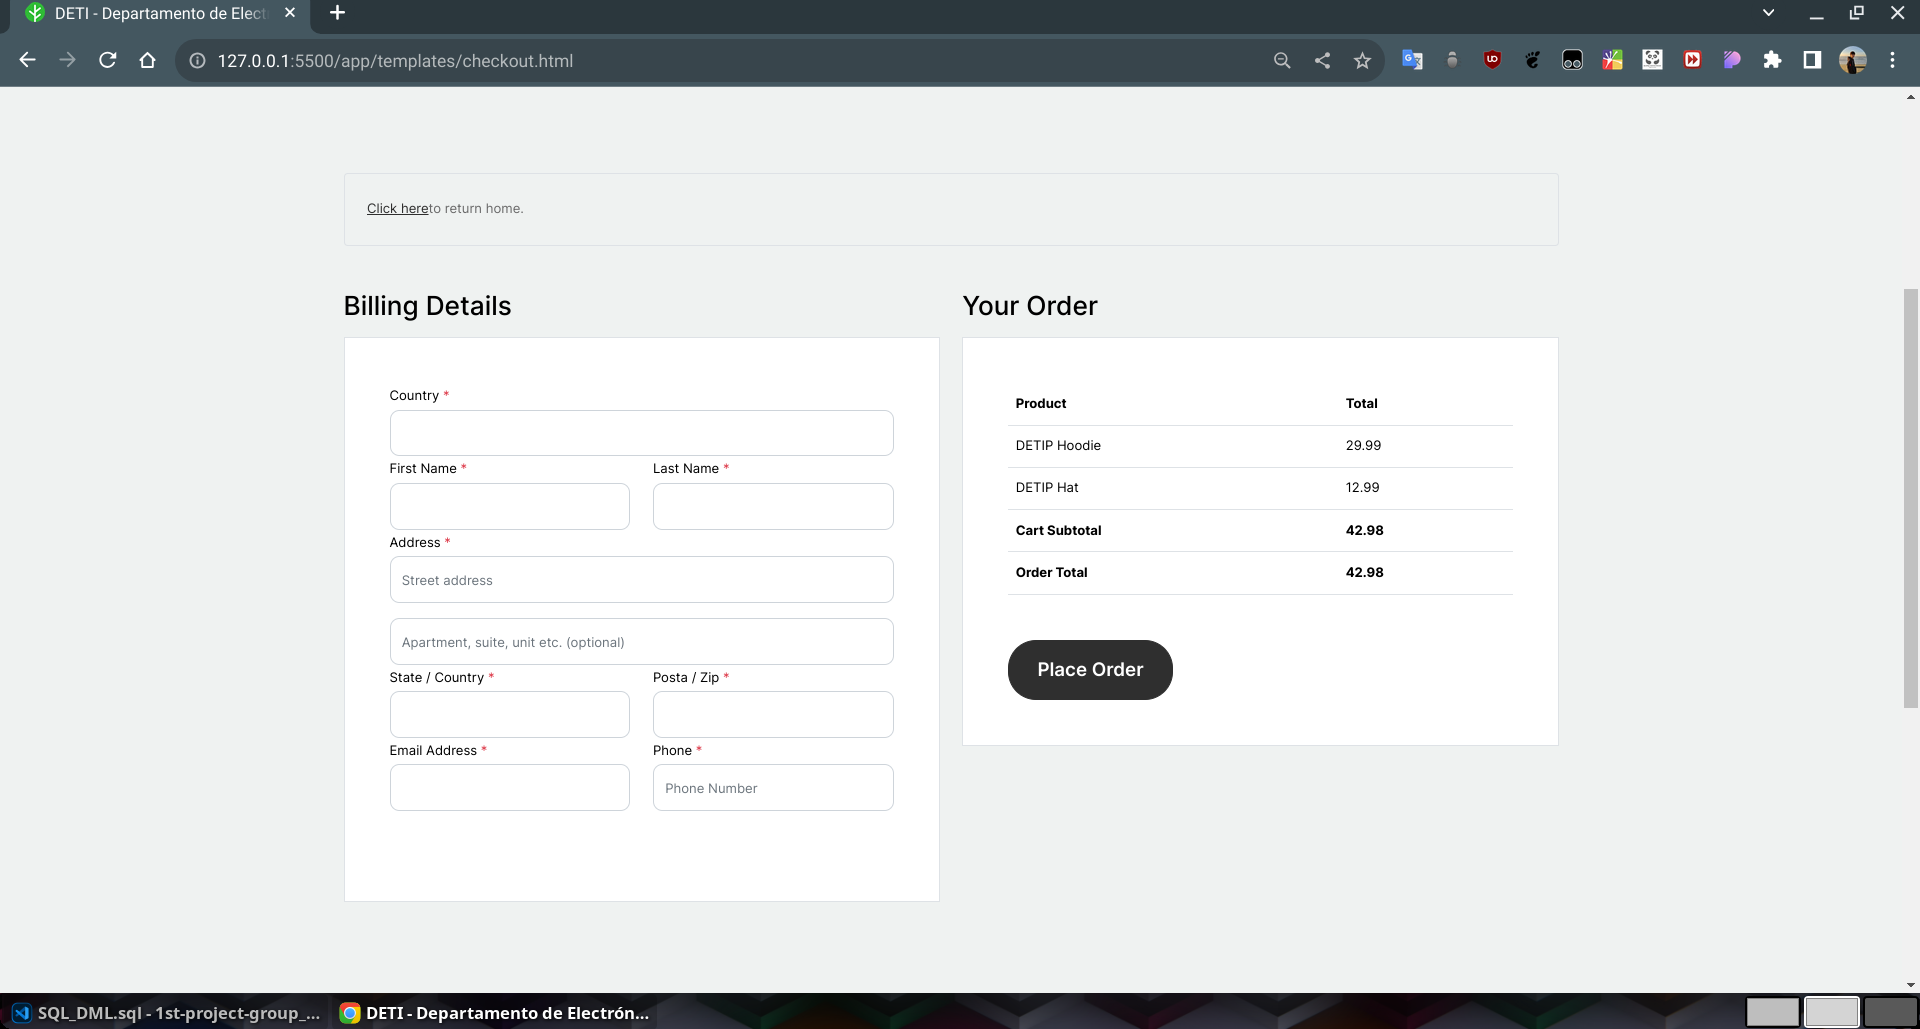 DETI - Departamento de Elect
127.0.0.1:5500/app/templates/checkout.html
Click hereto return home.
Billing Details
Country *
First Name *
Last Name *
Address *
Street address
Apartment, suite, unit etc. (optional)
State / Country *
Posta / Zip *
Email Address *
Phone *
Phone Number
Your Order
Product Total
DETIP Hoodie 29.99
DETIP Hat 12.99
Cart Subtotal 42.98
Order Total 42.98
Place Order
SQL_DML.sql - 1st-project-group_...
DETI - Departamento de Electrón...